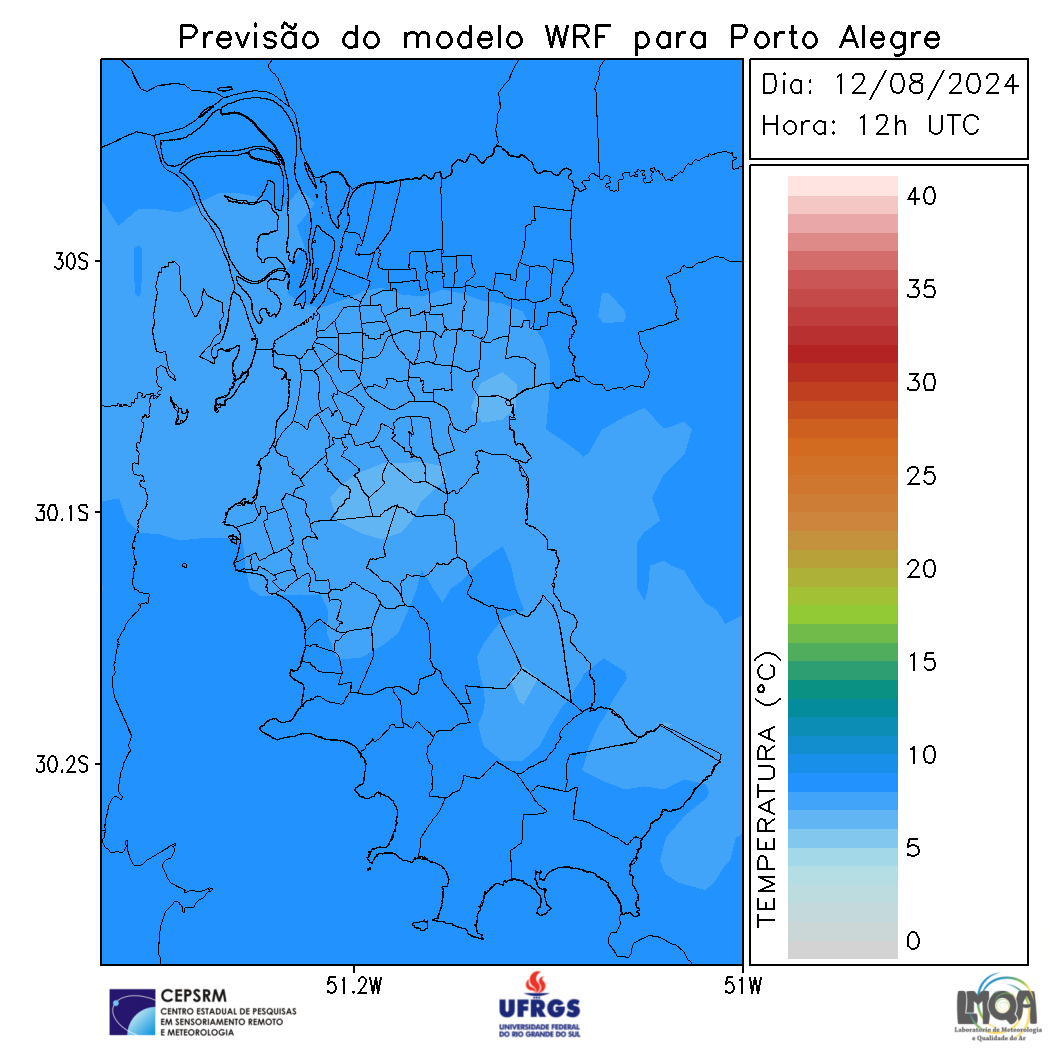 Previsão do modelo WRF para Porto Alegre
Dia: 12/08/2024
Hora: 12h UTC
40
35
30
25
20
15
10
5
0
TEMPERATURA (°C)
30S
30.1S
30.2S
51.2W
51W
CEPSRM
CENTRO ESTADUAL DE PESQUISAS
EM SENSORIAMENTO REMOTO
E METEOROLOGIA
UFRGS
UNIVERSIDADE FEDERAL
DO RIO GRANDE DO SUL
LMQA
Laboratório de Meteorologia
e Qualidade do Ar